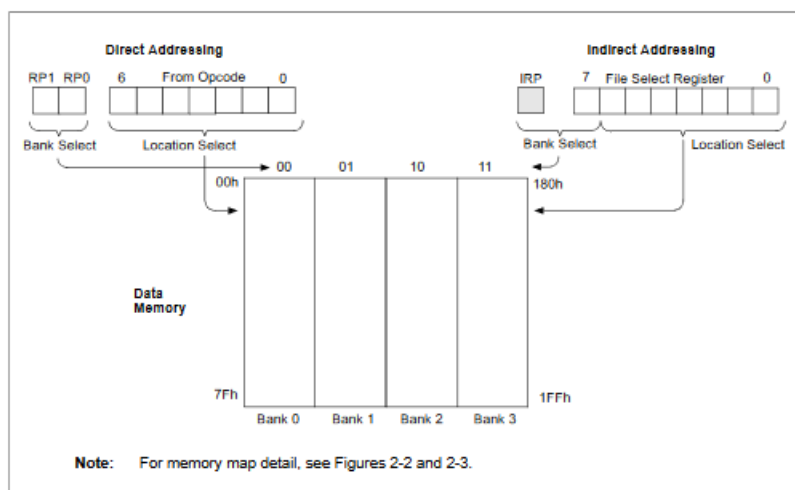 Direct Addressing
Indirect Addressing
RP1 RP0 6 From Opcode 0
IRP 7 File Select Register 0
Bank Select Location Select
Bank Select Location Select
00 01 10 11
00h 180h
Data
Memory
7Fh 1FFh
Bank 0 Bank 1 Bank 2 Bank 3
Note: For memory map detail, see Figures 2-2 and 2-3.